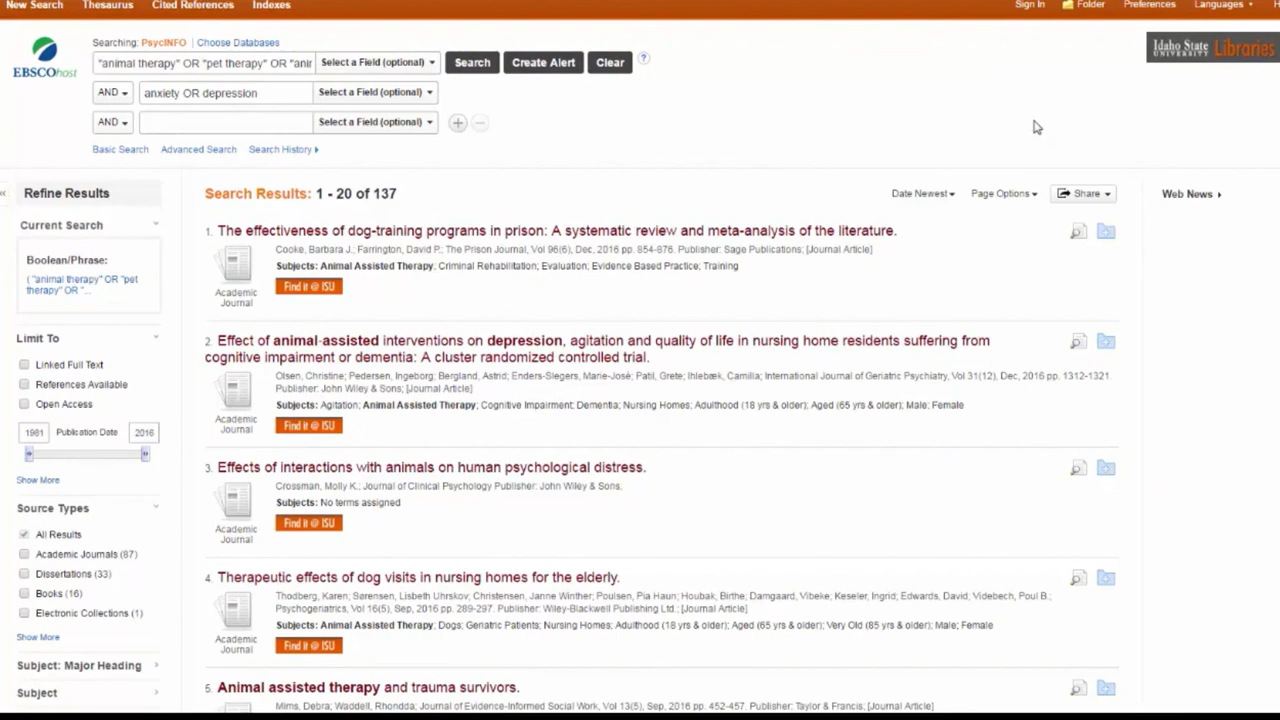 New Search Thesaurus Cited References Indexes Sign In Folder Preferences Languages
Searching: PsycINFO | Choose Databases
EBSCOhost
"animal therapy" OR "pet therapy" OR "anir Select a Field (optional) Search Create Alert Clear ?
AND anxiety OR depression Select a Field (optional)
AND Select a Field (optional)
Basic Search Advanced Search Search History
Idaho State UNIVERSITY Libraries
Refine Results
Current Search
Boolean/Phrase:
( "animal therapy" OR "pet
therapy" OR "...
Limit To
Linked Full Text
References Available
Open Access
1981 Publication Date 2016
Show More
Source Types
All Results
Academic Journals (87)
Dissertations (33)
Books (16)
Electronic Collections (1)
Show More
Subject: Major Heading
Subject
Search Results: 1 - 20 of 137 Date Newest Page Options Share
1. The effectiveness of dog-training programs in prison: A systematic review and meta-analysis of the literature.
Cooke, Barbara J.; Farrington, David P.; The Prison Journal, Vol 96(6), Dec, 2016 pp. 854-876. Publisher: Sage Publications; [Journal Article]
Subjects: Animal Assisted Therapy; Criminal Rehabilitation; Evaluation; Evidence Based Practice; Training
Find it @ ISU
Academic
Journal
2. Effect of animal-assisted interventions on depression, agitation and quality of life in nursing home residents suffering from
cognitive impairment or dementia: A cluster randomized controlled trial.
Olsen, Christine; Pedersen, Ingeborg; Bergland, Astrid; Enders-Slegers, Marie-José; Patil, Grete; Ihlebæk, Camilla; International Journal of Geriatric Psychiatry, Vol 31(12), Dec, 2016 pp. 1312-1321.
Publisher: John Wiley & Sons; [Journal Article]
Subjects: Agitation; Animal Assisted Therapy; Cognitive Impairment; Dementia; Nursing Homes; Adulthood (18 yrs & older); Aged (65 yrs & older); Male; Female
Find it @ ISU
Academic
Journal
3. Effects of interactions with animals on human psychological distress.
Crossman, Molly K.; Journal of Clinical Psychology Publisher: John Wiley & Sons;
Subjects: No terms assigned
Find it @ ISU
Academic
Journal
4. Therapeutic effects of dog visits in nursing homes for the elderly.
Thodberg, Karen; Sørensen, Lisbeth Uhrskov; Christensen, Janne Winther; Poulsen, Pia Haun; Houbak, Birthe; Damgaard, Vibeke; Keseler, Ingrid; Edwards, David; Videbech, Poul B.;
Psychogeriatrics, Vol 16(5), Sep, 2016 pp. 289-297. Publisher: Wiley-Blackwell Publishing Ltd.; [Journal Article]
Subjects: Animal Assisted Therapy; Dogs; Geriatric Patients; Nursing Homes; Adulthood (18 yrs & older); Aged (65 yrs & older); Very Old (85 yrs & older); Male; Female
Find it @ ISU
Academic
Journal
5. Animal assisted therapy and trauma survivors.
Mims, Debra; Waddell, Rhondda; Journal of Evidence-Informed Social Work, Vol 13(5), Sep, 2016 pp. 452-457. Publisher: Taylor & Francis; [Journal Article]
Web News